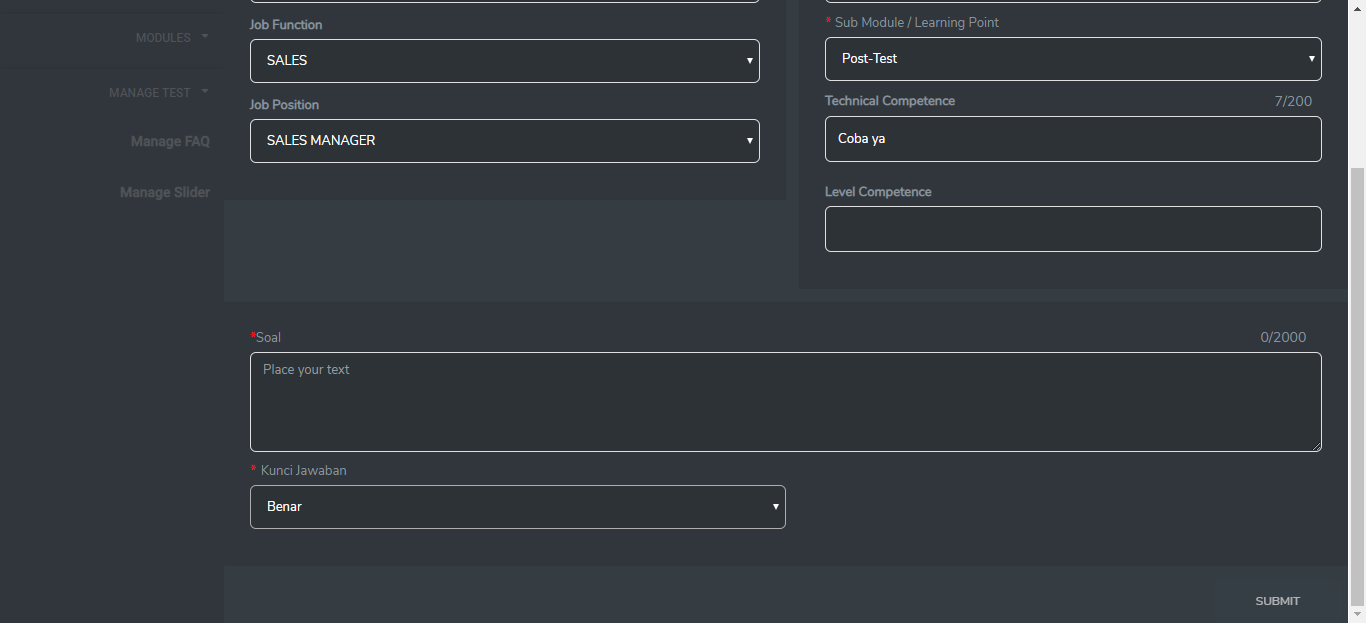 MODULES
MANAGE TEST
Manage FAQ
Manage Slider
Job Function
SALES
Job Position
SALES MANAGER
* Sub Module / Learning Point
Post-Test
Technical Competence 7/200
Coba ya
Level Competence
*Soal 0/2000
Place your text
* Kunci Jawaban
Benar
SUBMIT